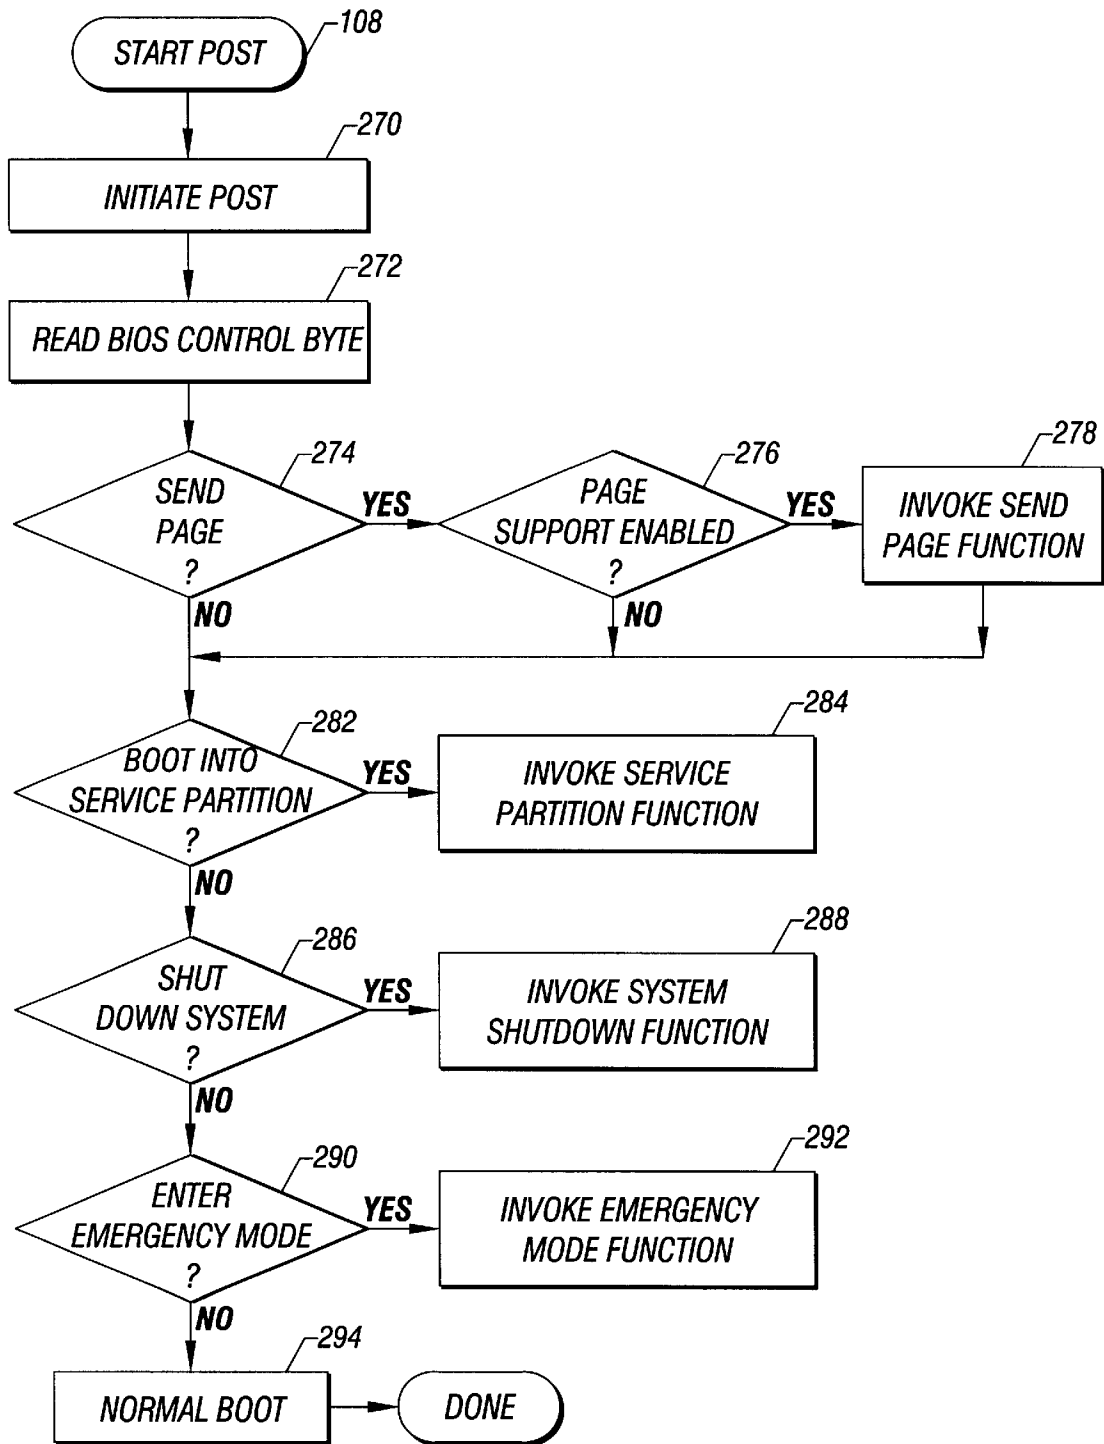 START POST
108
270
INITIATE POST
272
READ BIOS CONTROL BYTE
274
SEND
PAGE
?
YES
NO
276
PAGE
SUPPORT ENABLED
?
YES
NO
278
INVOKE SEND
PAGE FUNCTION
282
BOOT INTO
SERVICE PARTITION
?
YES
NO
284
INVOKE SERVICE
PARTITION FUNCTION
286
SHUT
DOWN SYSTEM
?
YES
NO
288
INVOKE SYSTEM
SHUTDOWN FUNCTION
290
ENTER
EMERGENCY MODE
?
YES
NO
292
INVOKE EMERGENCY
MODE FUNCTION
294
NORMAL BOOT
DONE